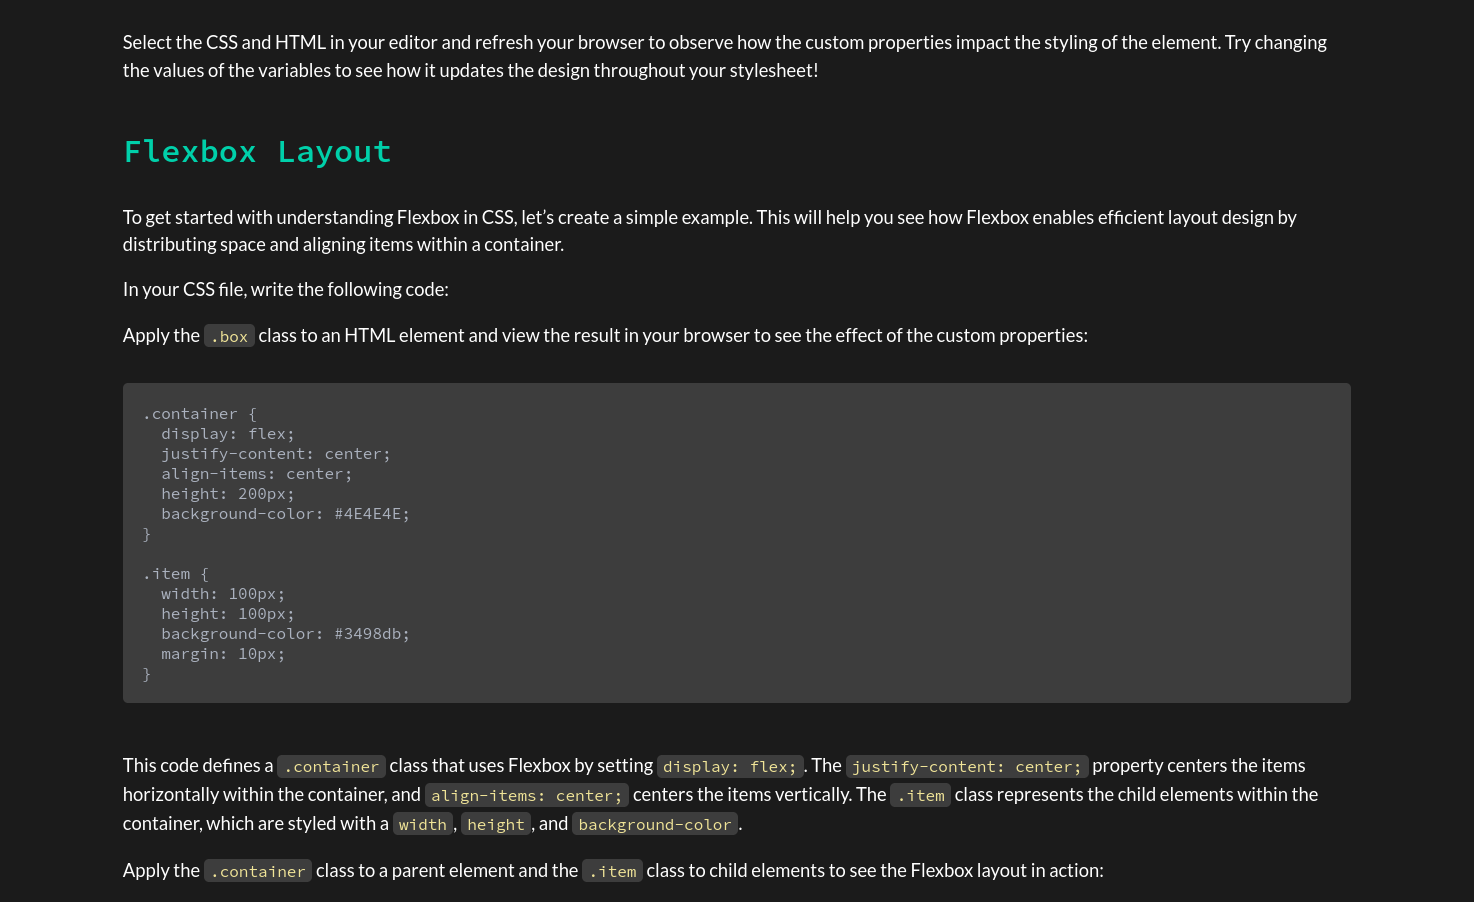 Select the CSS and HTML in your editor and refresh your browser to observe how the custom properties impact the styling of the element. Try changing
the values of the variables to see how it updates the design throughout your stylesheet!
Flexbox Layout
To get started with understanding Flexbox in CSS, let’s create a simple example. This will help you see how Flexbox enables efficient layout design by
distributing space and aligning items within a container.
In your CSS file, write the following code:
Apply the .box class to an HTML element and view the result in your browser to see the effect of the custom properties:
.container {
  display: flex;
  justify-content: center;
  align-items: center;
  height: 200px;
  background-color: #4E4E4E;
}
.item {
  width: 100px;
  height: 100px;
  background-color: #3498db;
  margin: 10px;
}
This code defines a .container class that uses Flexbox by setting display: flex;. The justify-content: center; property centers the items
horizontally within the container, and align-items: center; centers the items vertically. The .item class represents the child elements within the
container, which are styled with a width, height, and background-color.
Apply the .container class to a parent element and the .item class to child elements to see the Flexbox layout in action: